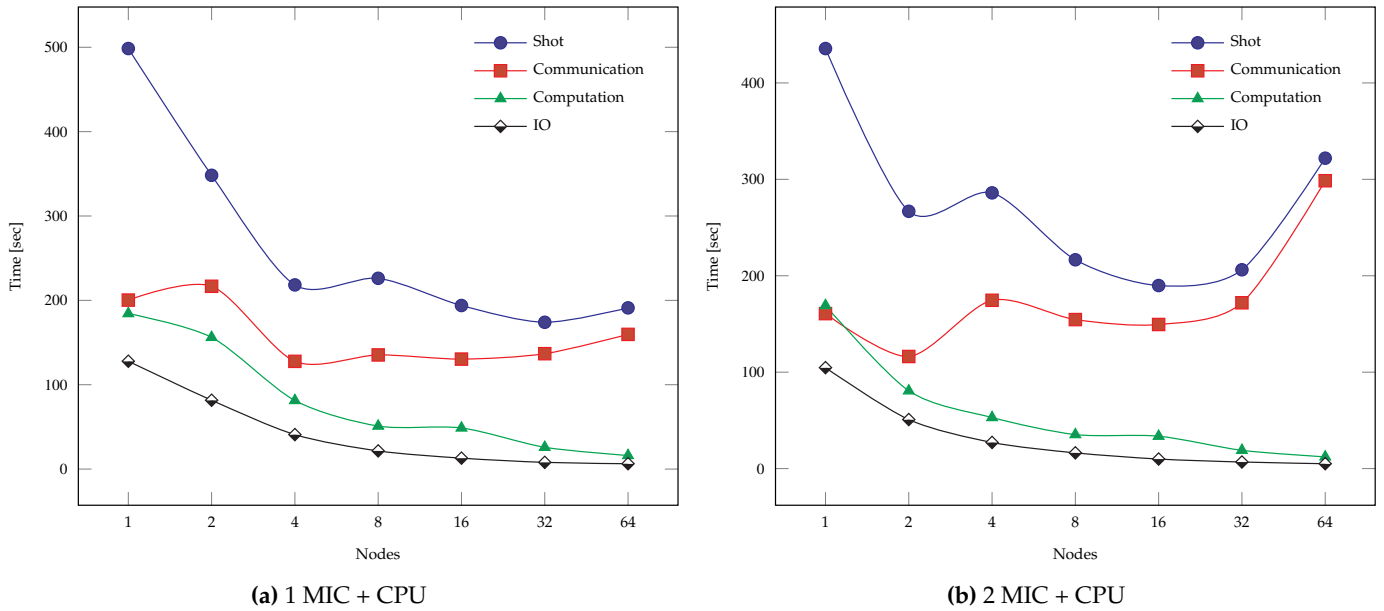 500
400
300
200
100
0
Time [sec]
1 2 4 8 16 32 64
Nodes
Shot
Communication
Computation
IO
(a) 1 MIC + CPU
400
300
200
100
0
Time [sec]
1 2 4 8 16 32 64
Nodes
Shot
Communication
Computation
IO
(b) 2 MIC + CPU